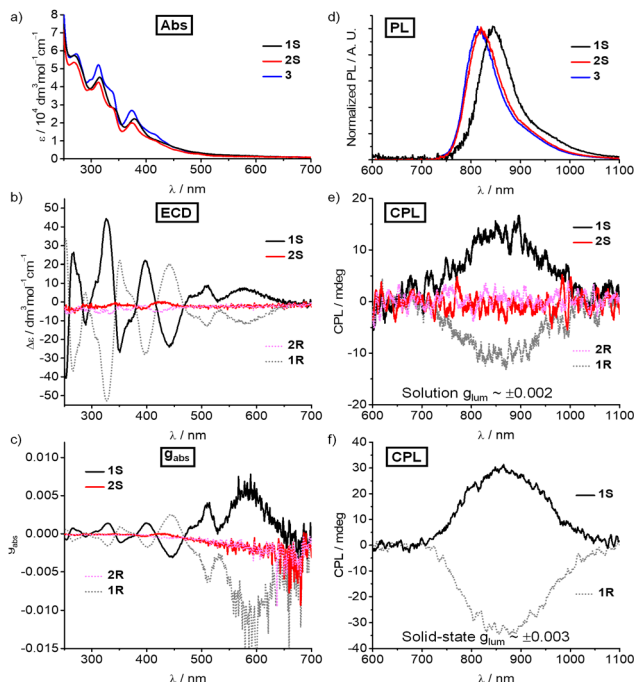 a)
Abs
1S
2S
3
ε / 10⁴ dm³mol⁻¹ cm⁻¹
8
7
6
5
4
3
2
1
0
300 400 500 600 700
λ / nm
b)
ECD
1S
2S
2R
1R
Δε / dm³mol⁻¹cm⁻¹
50
40
30
20
10
0
-10
-20
-30
-40
-50
300 400 500 600 700
λ / nm
c)
gabs
1S
2S
2R
1R
gabs
0.010
0.005
0.000
-0.005
-0.010
-0.015
300 400 500 600 700
λ / nm
d)
PL
1S
2S
3
Normalized PL / A. U.
600 700 800 900 1000 1100
λ / nm
e)
CPL
1S
2S
2R
1R
CPL / mdeg
20
10
0
-10
Solution glum ~ ±0.002
600 700 800 900 1000 1100
λ / nm
f)
CPL
1S
1R
CPL / mdeg
40
30
20
10
0
-10
-20
-30
-40
Solid-state glum ~ ±0.003
600 700 800 900 1000 1100
λ / nm